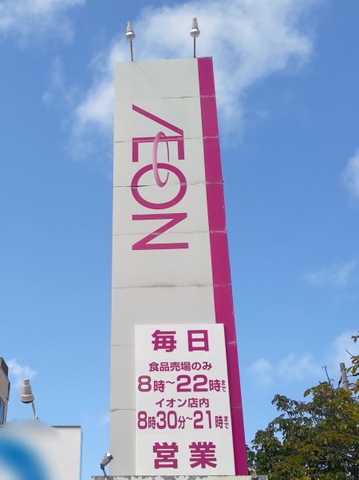 ÆON
毎日
食品売場のみ
8時〜22時まで
イオン店内
8時30分〜21時まで
営業